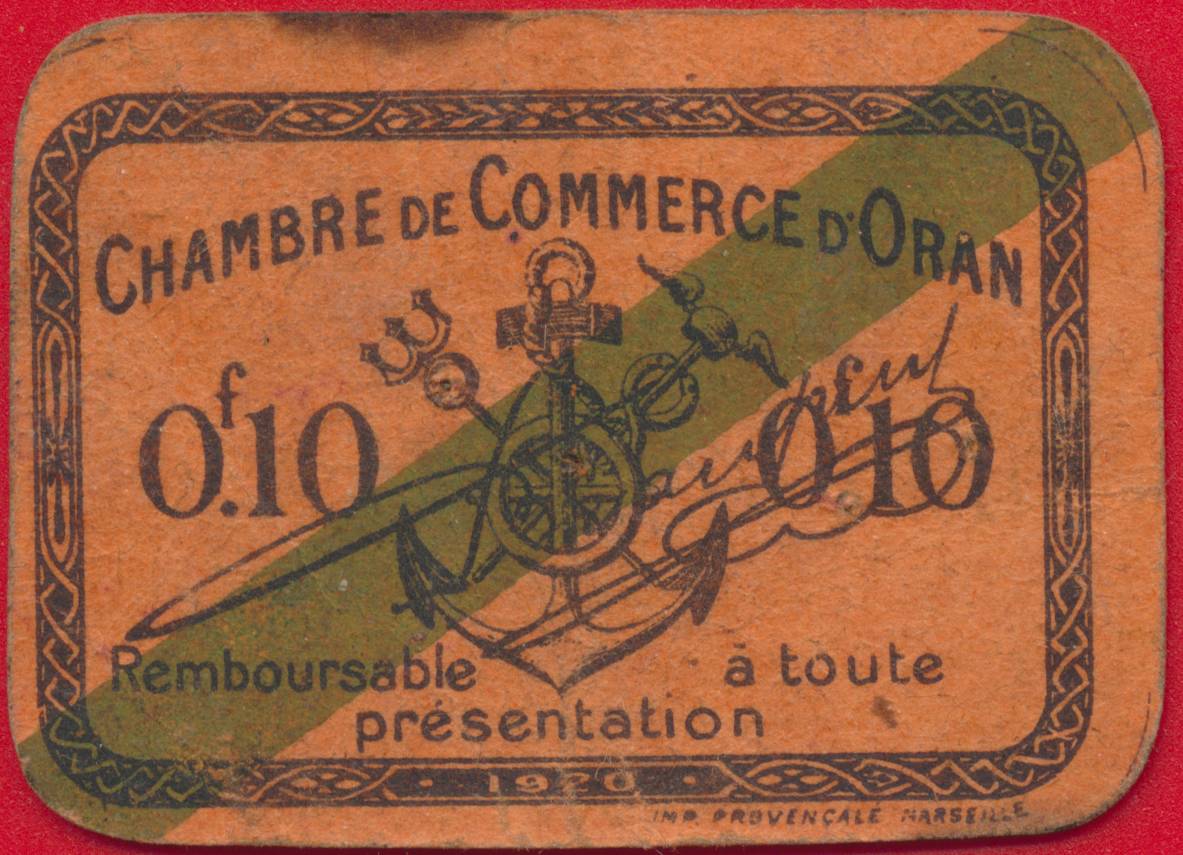 CHAMBRE DE COMMERCE D'ORAN
0f.10
0.10
Remboursable à toute
présentation
1920
IMP. PROVENÇALE MARSEILLE